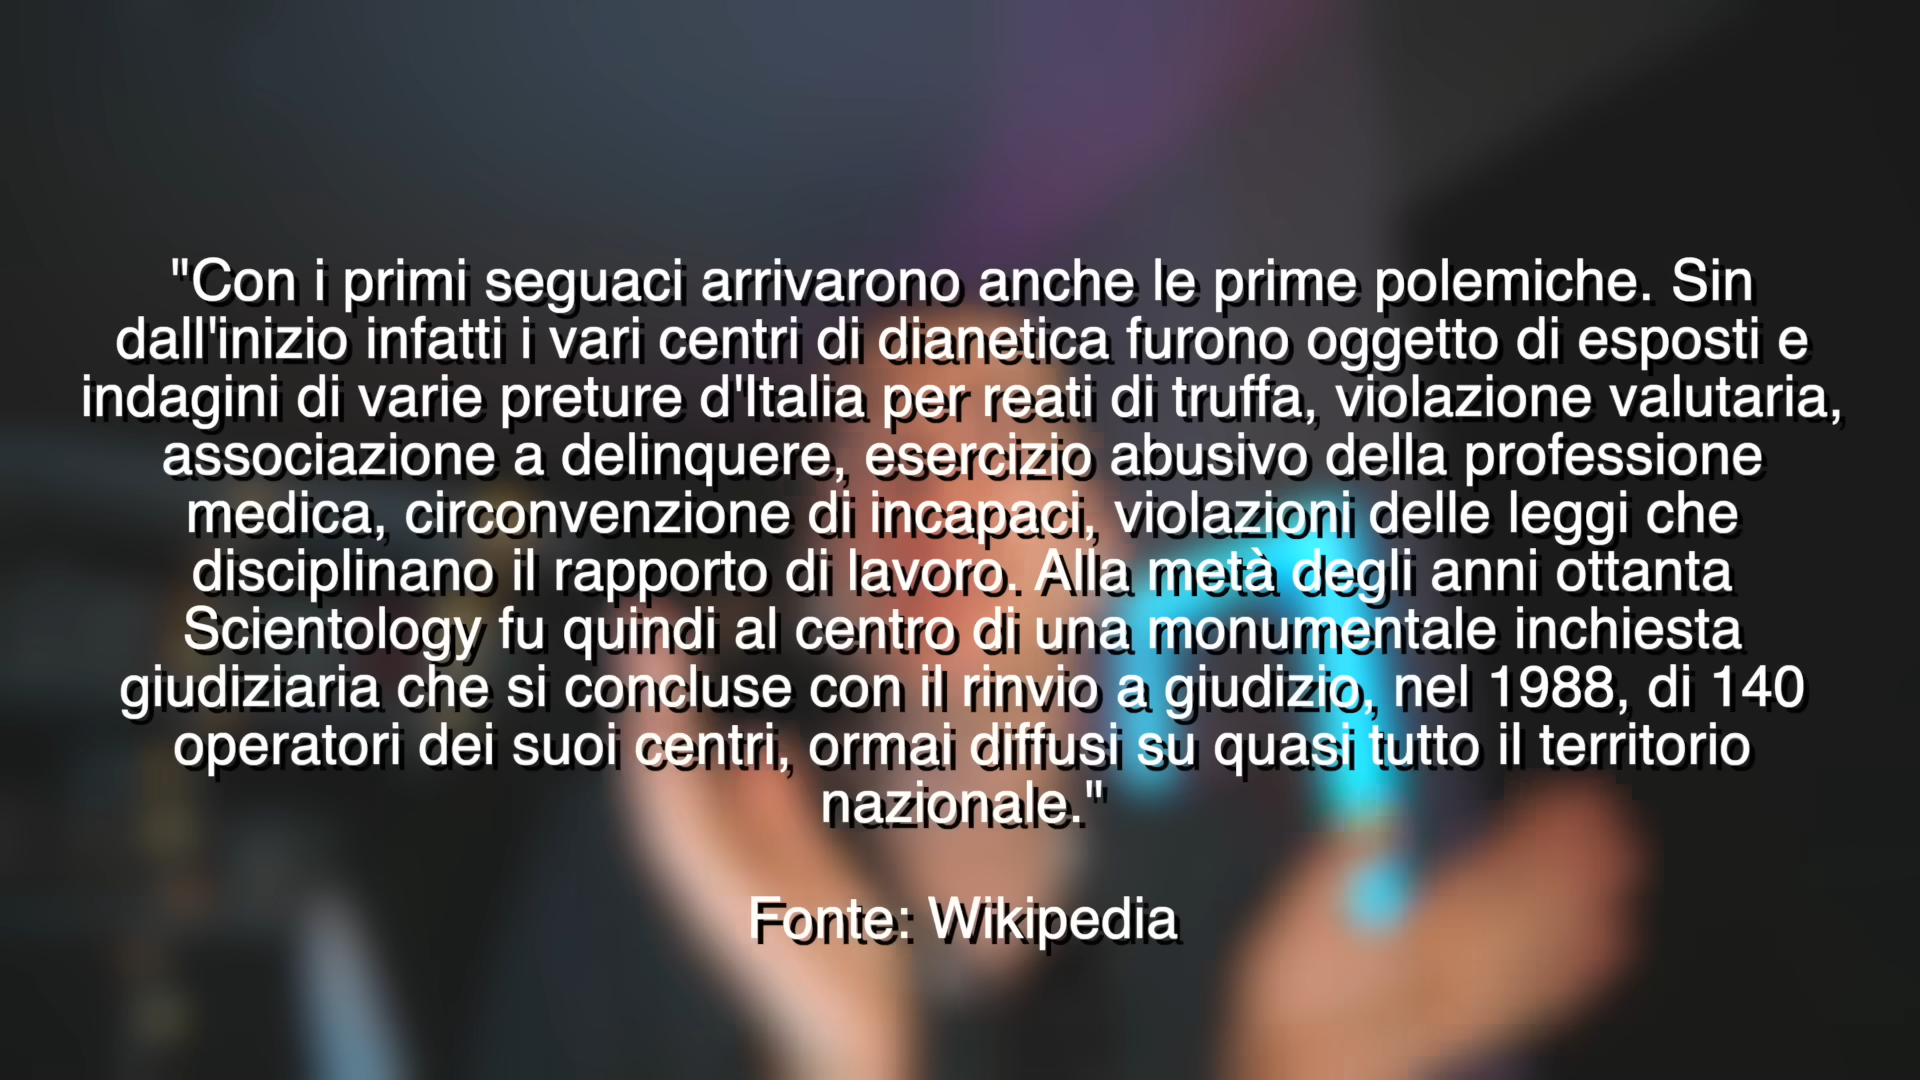 "Con i primi seguaci arrivarono anche le prime polemiche. Sin
dall'inizio infatti i vari centri di dianetica furono oggetto di esposti e
indagini di varie preture d'Italia per reati di truffa, violazione valutaria,
associazione a delinquere, esercizio abusivo della professione
medica, circonvenzione di incapaci, violazioni delle leggi che
disciplinano il rapporto di lavoro. Alla metà degli anni ottanta
Scientology fu quindi al centro di una monumentale inchiesta
giudiziaria che si concluse con il rinvio a giudizio, nel 1988, di 140
operatori dei suoi centri, ormai diffusi su quasi tutto il territorio
nazionale."
Fonte: Wikipedia